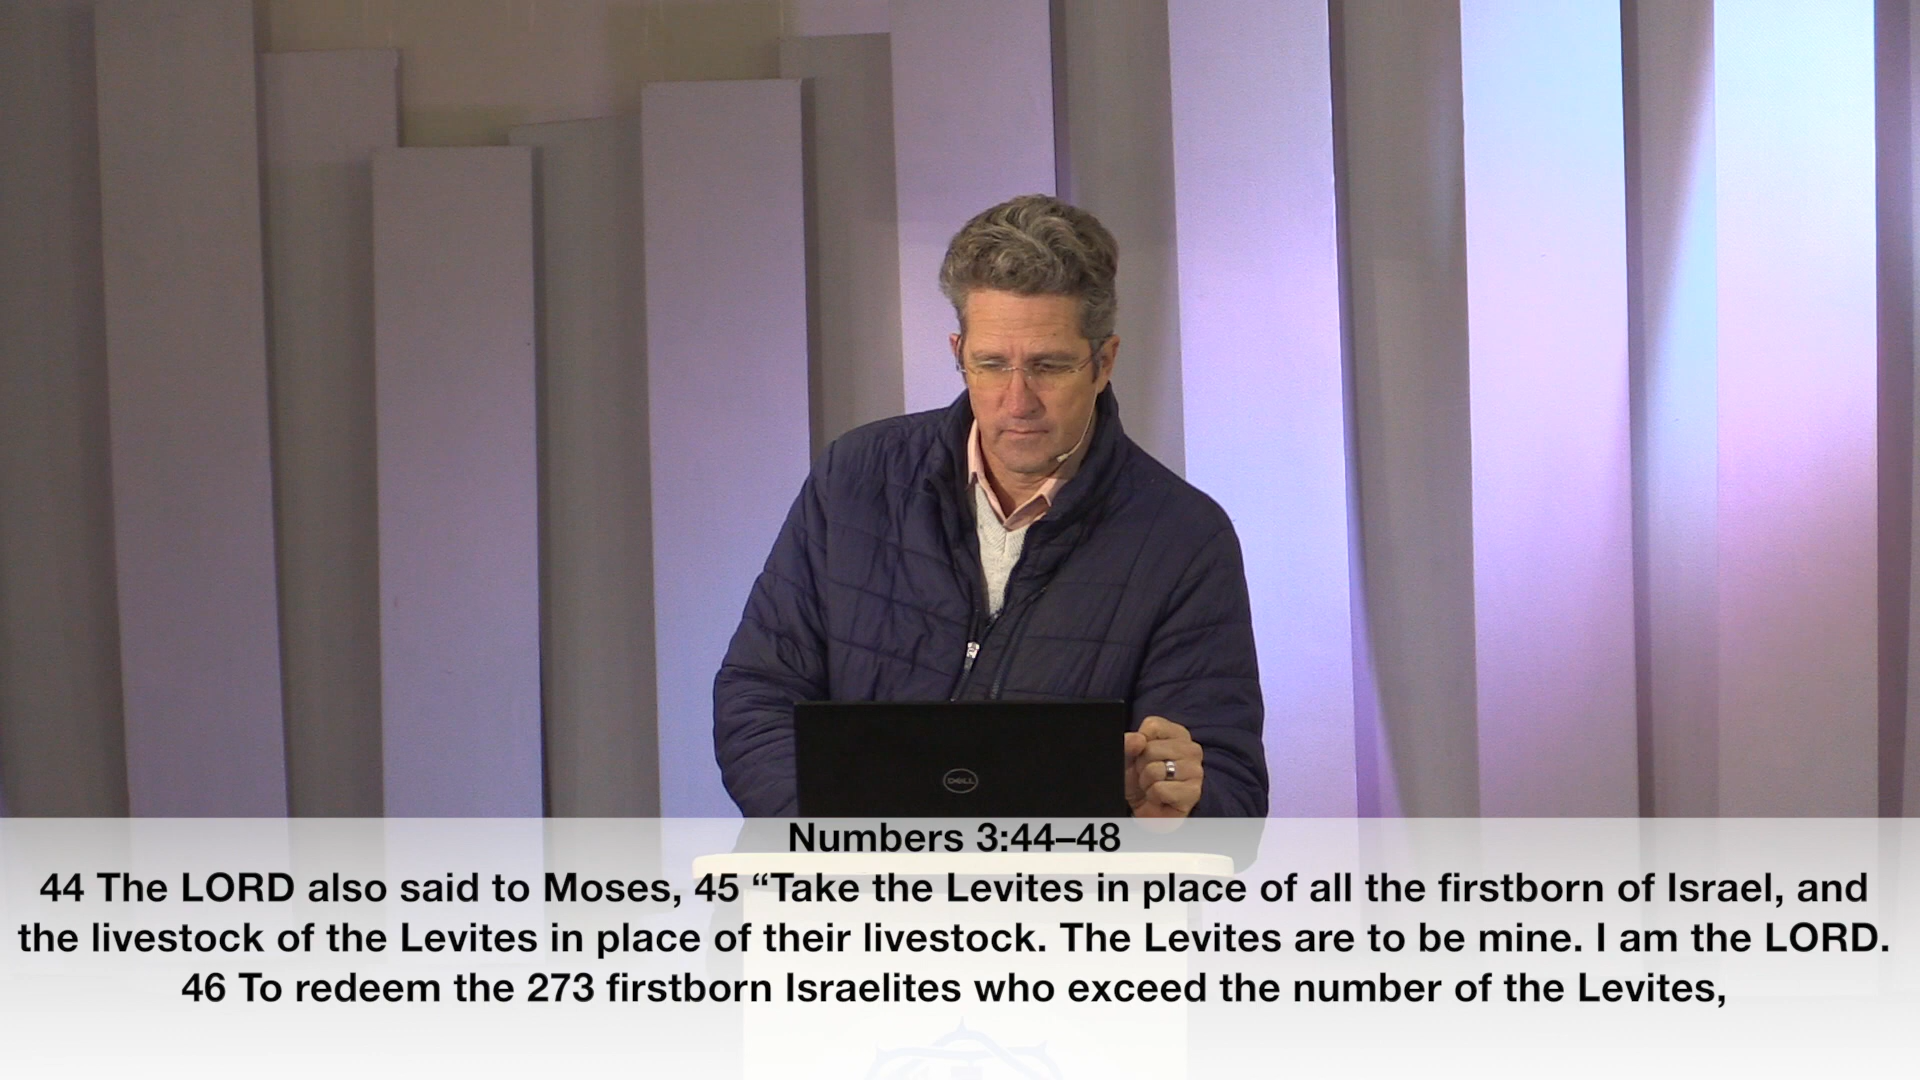 DELL
Numbers 3:44–48
44 The LORD also said to Moses, 45 “Take the Levites in place of all the firstborn of Israel, and
the livestock of the Levites in place of their livestock. The Levites are to be mine. I am the LORD.
46 To redeem the 273 firstborn Israelites who exceed the number of the Levites,